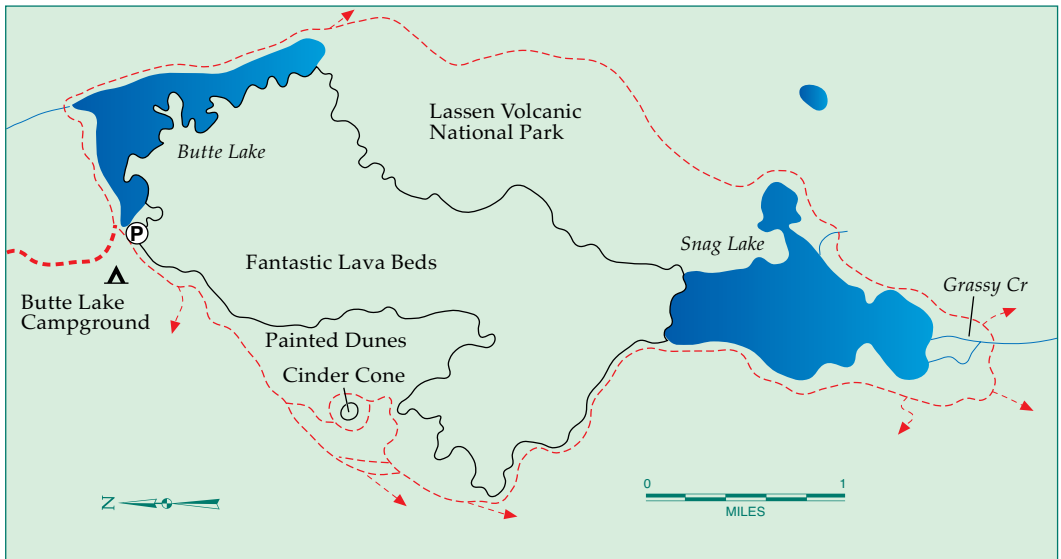 Lassen Volcanic
National Park
Butte Lake
P
Snag Lake
Fantastic Lava Beds
Grassy Cr
Butte Lake
Campground
Painted Dunes
Cinder Cone
N
0 1
MILES